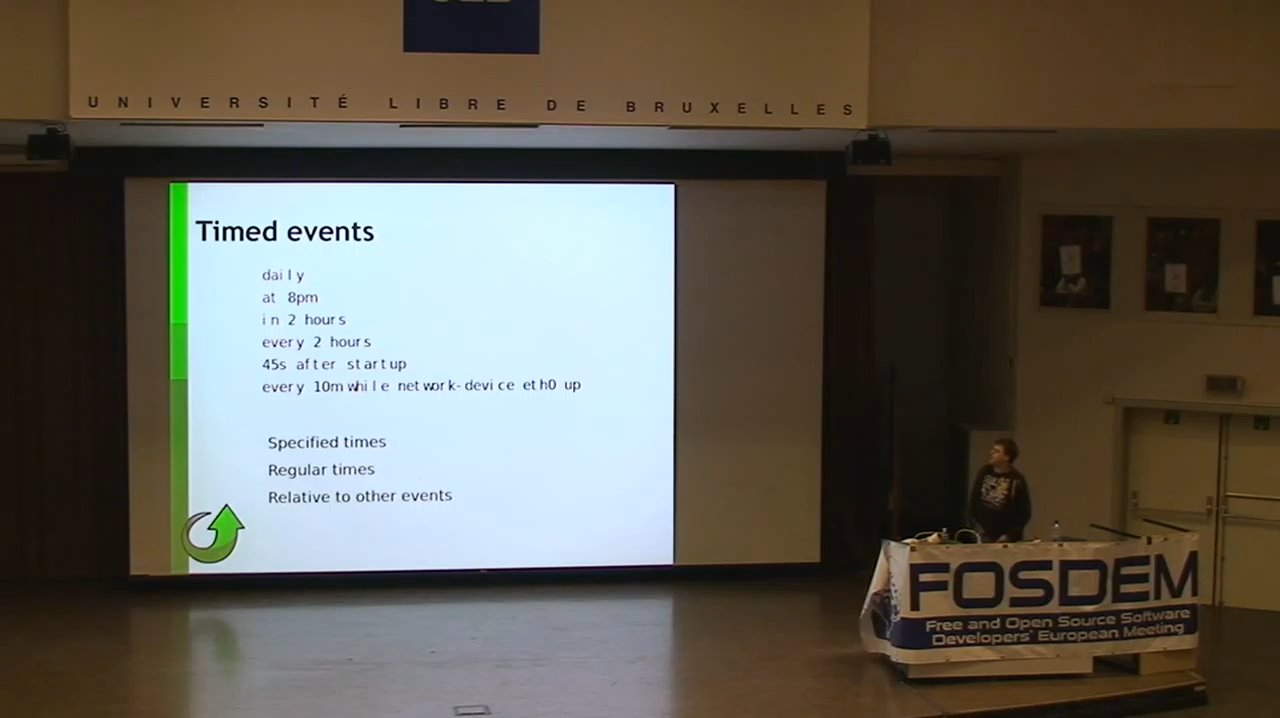 UNIVERSITÉ LIBRE DE BRUXELLES
Timed events
daily
at 8pm
in 2 hours
every 2 hours
45s after startup
every 10m while network-device eth0 up
Specified times
Regular times
Relative to other events
FOSDEM
Free and Open Source Software
Developers' European Meeting